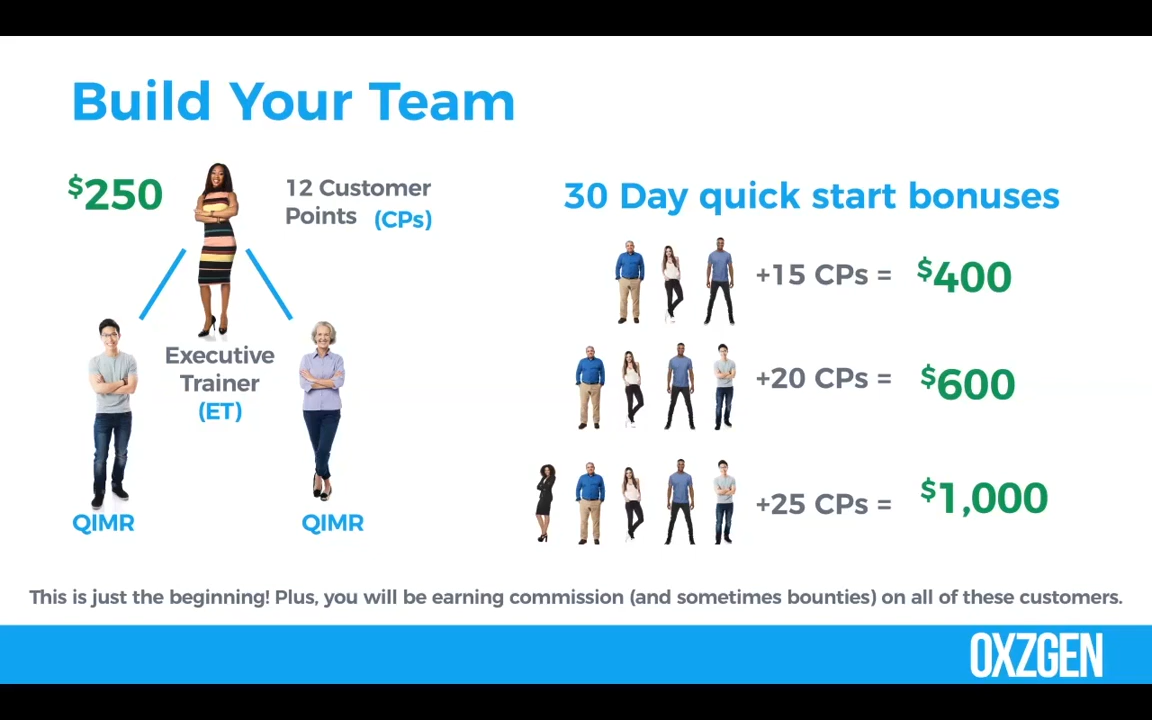 Build Your Team
$250
12 Customer
Points (CPs)
Executive
Trainer
(ET)
QIMR
QIMR
30 Day quick start bonuses
+15 CPs = $400
+20 CPs = $600
+25 CPs = $1,000
This is just the beginning! Plus, you will be earning commission (and sometimes bounties) on all of these customers.
OXZGEN